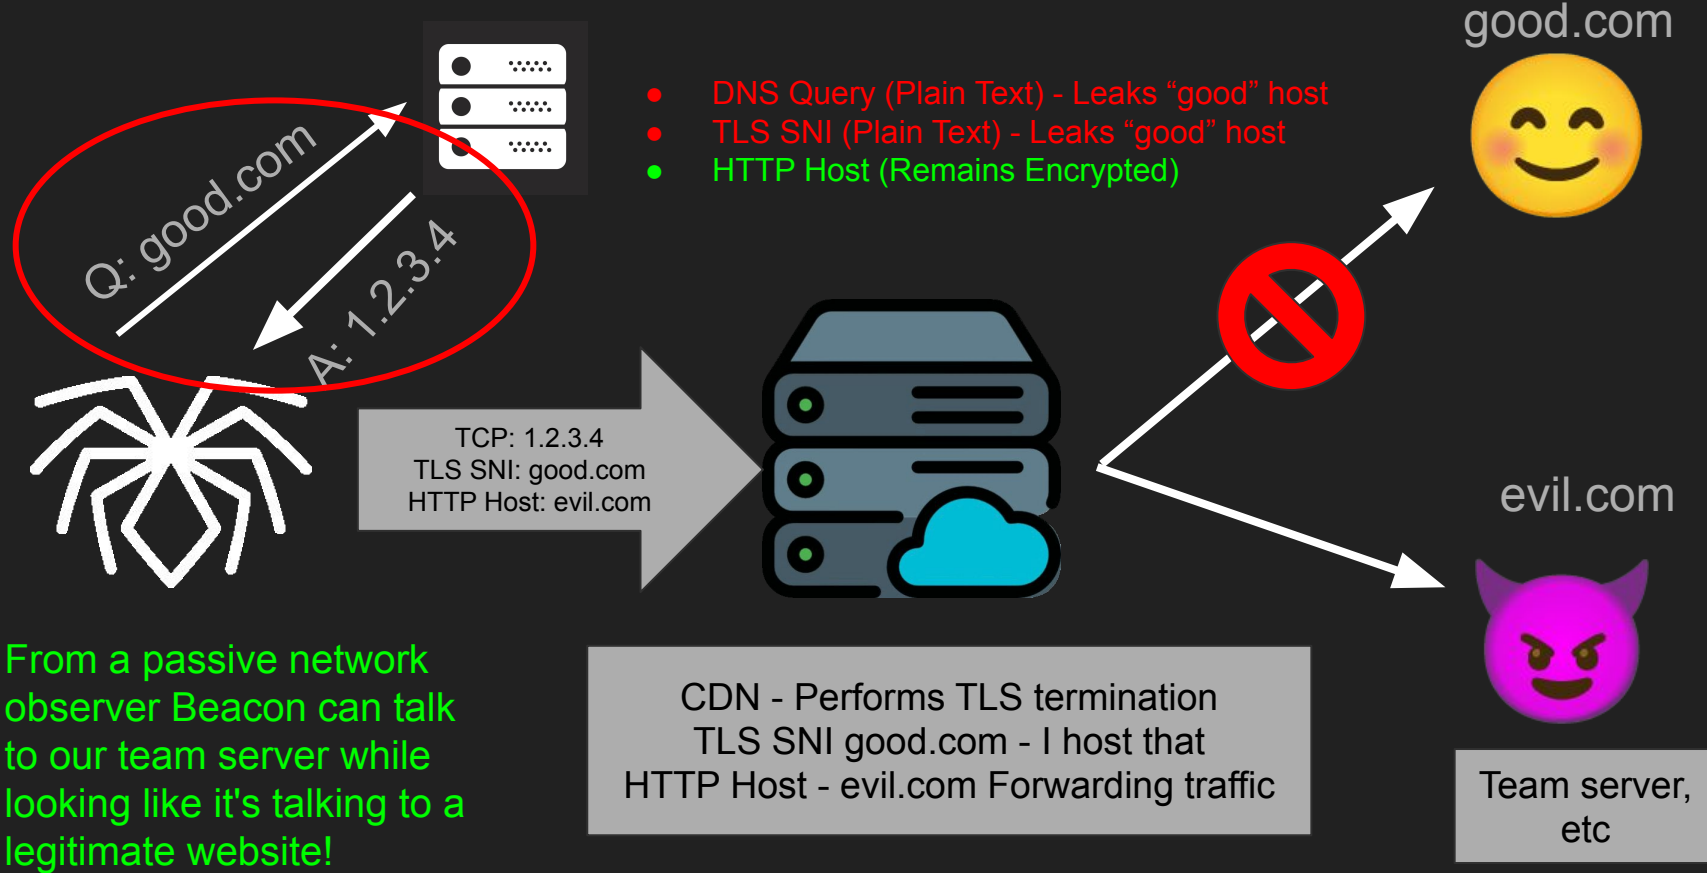 good.com
● DNS Query (Plain Text) - Leaks “good” host
● TLS SNI (Plain Text) - Leaks “good” host
● HTTP Host (Remains Encrypted)
Q: good.com
A: 1.2.3.4
TCP: 1.2.3.4
TLS SNI: good.com
HTTP Host: evil.com
evil.com
From a passive network
observer Beacon can talk
to our team server while
looking like it's talking to a
legitimate website!
CDN - Performs TLS termination
TLS SNI good.com - I host that
HTTP Host - evil.com Forwarding traffic
Team server,
etc